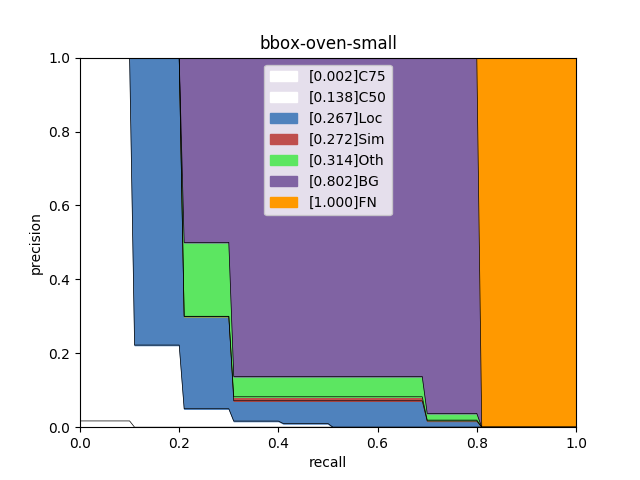 bbox-oven-small
1.0
0.8
0.6
0.4
0.2
0.0
precision
[0.002]C75
[0.138]C50
[0.267]Loc
[0.272]Sim
[0.314]Oth
[0.802]BG
[1.000]FN
0.0 0.2 0.4 0.6 0.8 1.0
recall